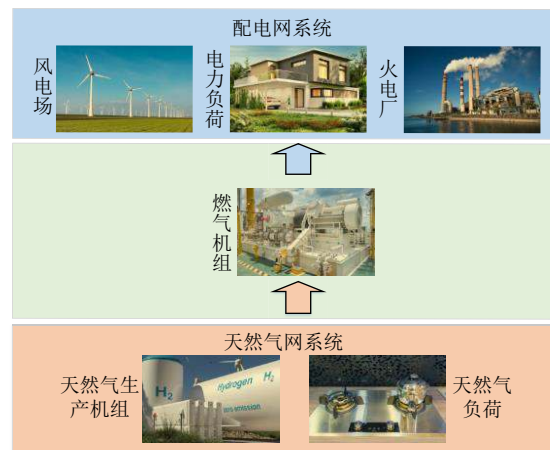 配电网系统
风电场
电力负荷
火电厂
燃气机组
天然气网系统
天然气生
产机组
H2
Hydrogen H2
zero emission
天然气
负荷